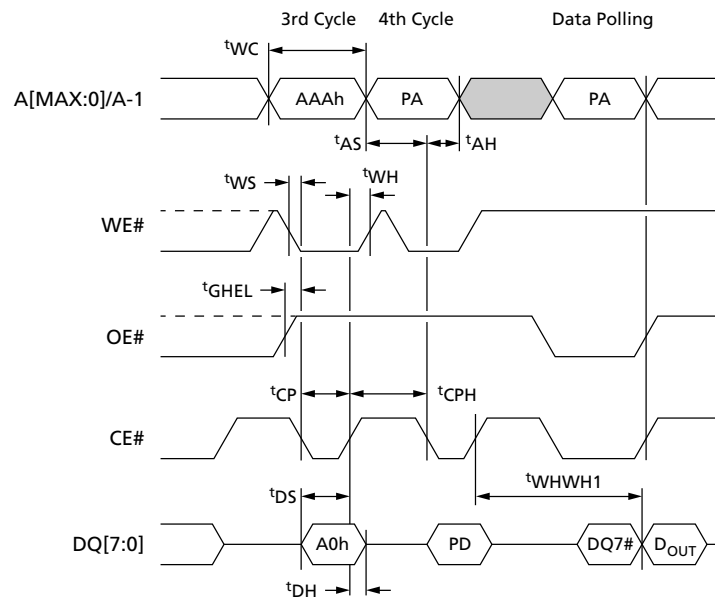 3rd Cycle 4th Cycle Data Polling
tWC
A[MAX:0]/A-1 AAAh PA PA
tAS tAH
tWS tWH
WE#
tGHEL
OE#
tCP tCPH
CE#
tWHWH1
tDS
DQ[7:0] A0h PD DQ7# DOUT
tDH